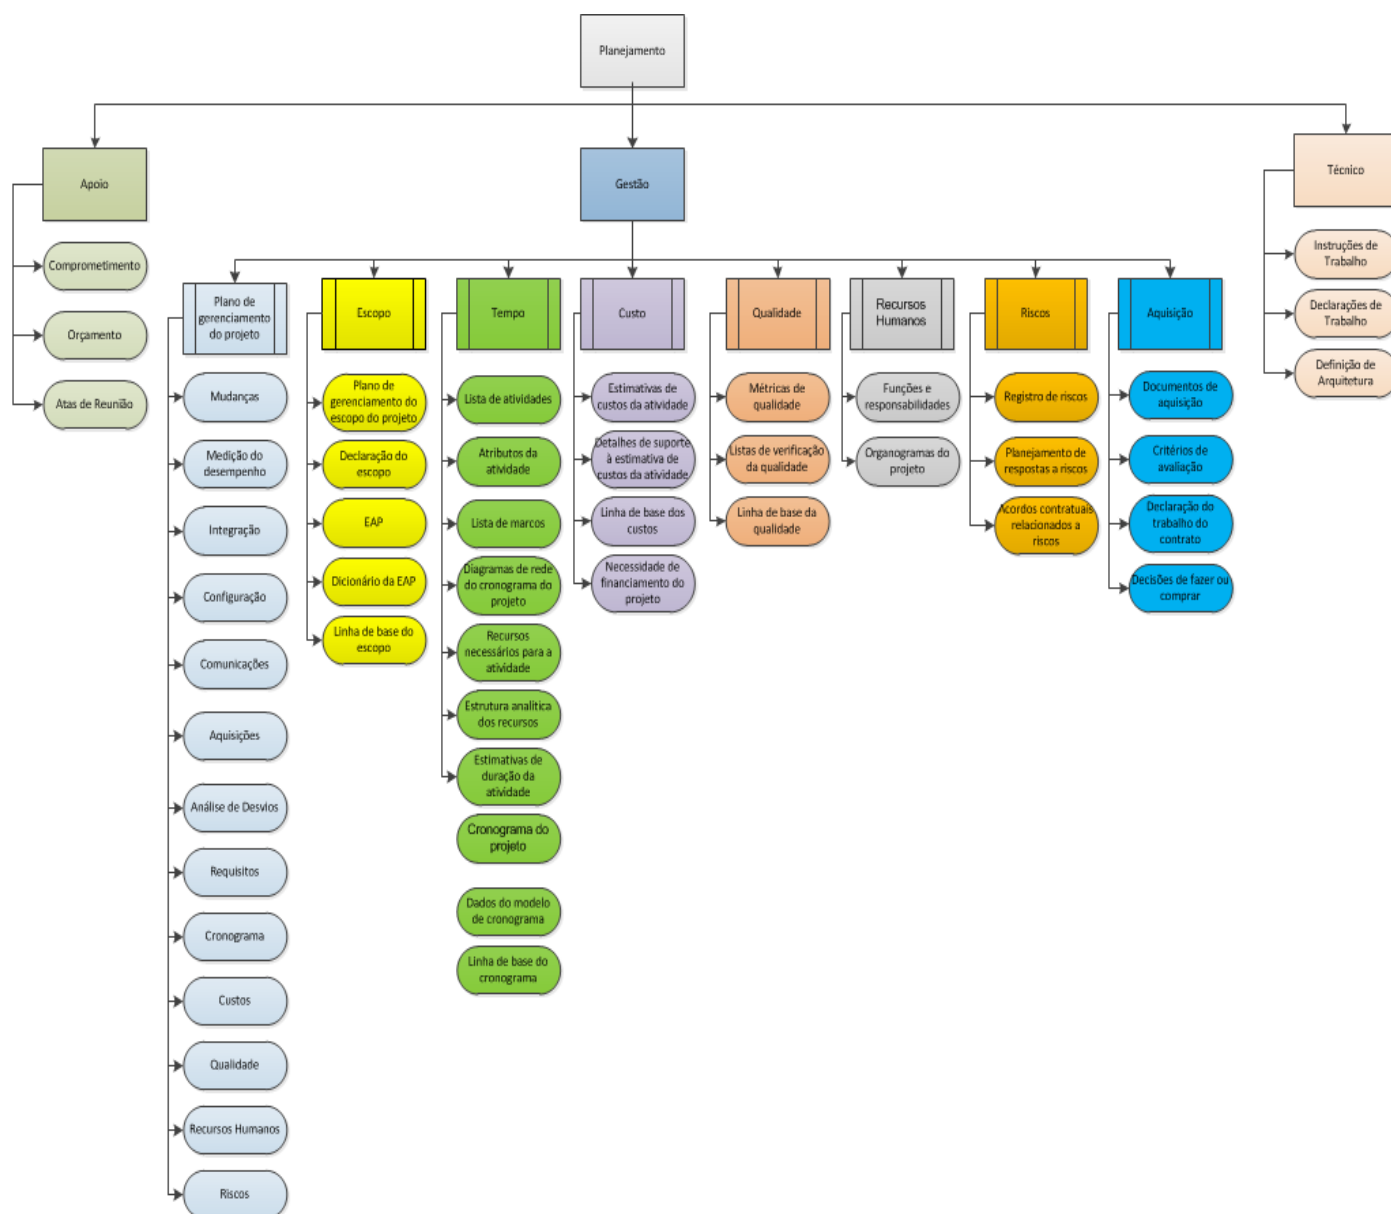 Planejamento
Apoio
Gestão
Técnico
Comprometimento
Orçamento
Atas de Reunião
Plano de
gerenciamento
do projeto
Mudanças
Medição do
desempenho
Integração
Configuração
Comunicações
Aquisições
Análise de Desvios
Requisitos
Cronograma
Custos
Qualidade
Recursos Humanos
Riscos
Escopo
Plano de
gerenciamento do
escopo do projeto
Declaração do
escopo
EAP
Dicionário da EAP
Linha de base do
escopo
Tempo
Lista de atividades
Atributos da
atividade
Lista de marcos
Diagramas de rede
do cronograma do
projeto
Recursos
necessários para a
atividade
Estrutura analítica
dos recursos
Estimativas de
duração da
atividade
Cronograma do
projeto
Dados do modelo
de cronograma
Linha de base do
cronograma
Custo
Estimativas de
custos da atividade
Detalhes de suporte
à estimativa de
custos da atividade
Linha de base dos
custos
Necessidade de
financiamento do
projeto
Qualidade
Métricas de
qualidade
Listas de verificação
da qualidade
Linha de base da
qualidade
Recursos
Humanos
Funções e
responsabilidades
Organogramas do
projeto
Riscos
Registro de riscos
Planejamento de
respostas a riscos
Acordos contratuais
relacionados a
riscos
Aquisição
Documentos de
aquisição
Critérios de
avaliação
Declaração do
trabalho do
contrato
Decisões de fazer ou
comprar
Instruções de
Trabalho
Declarações de
Trabalho
Definição de
Arquitetura